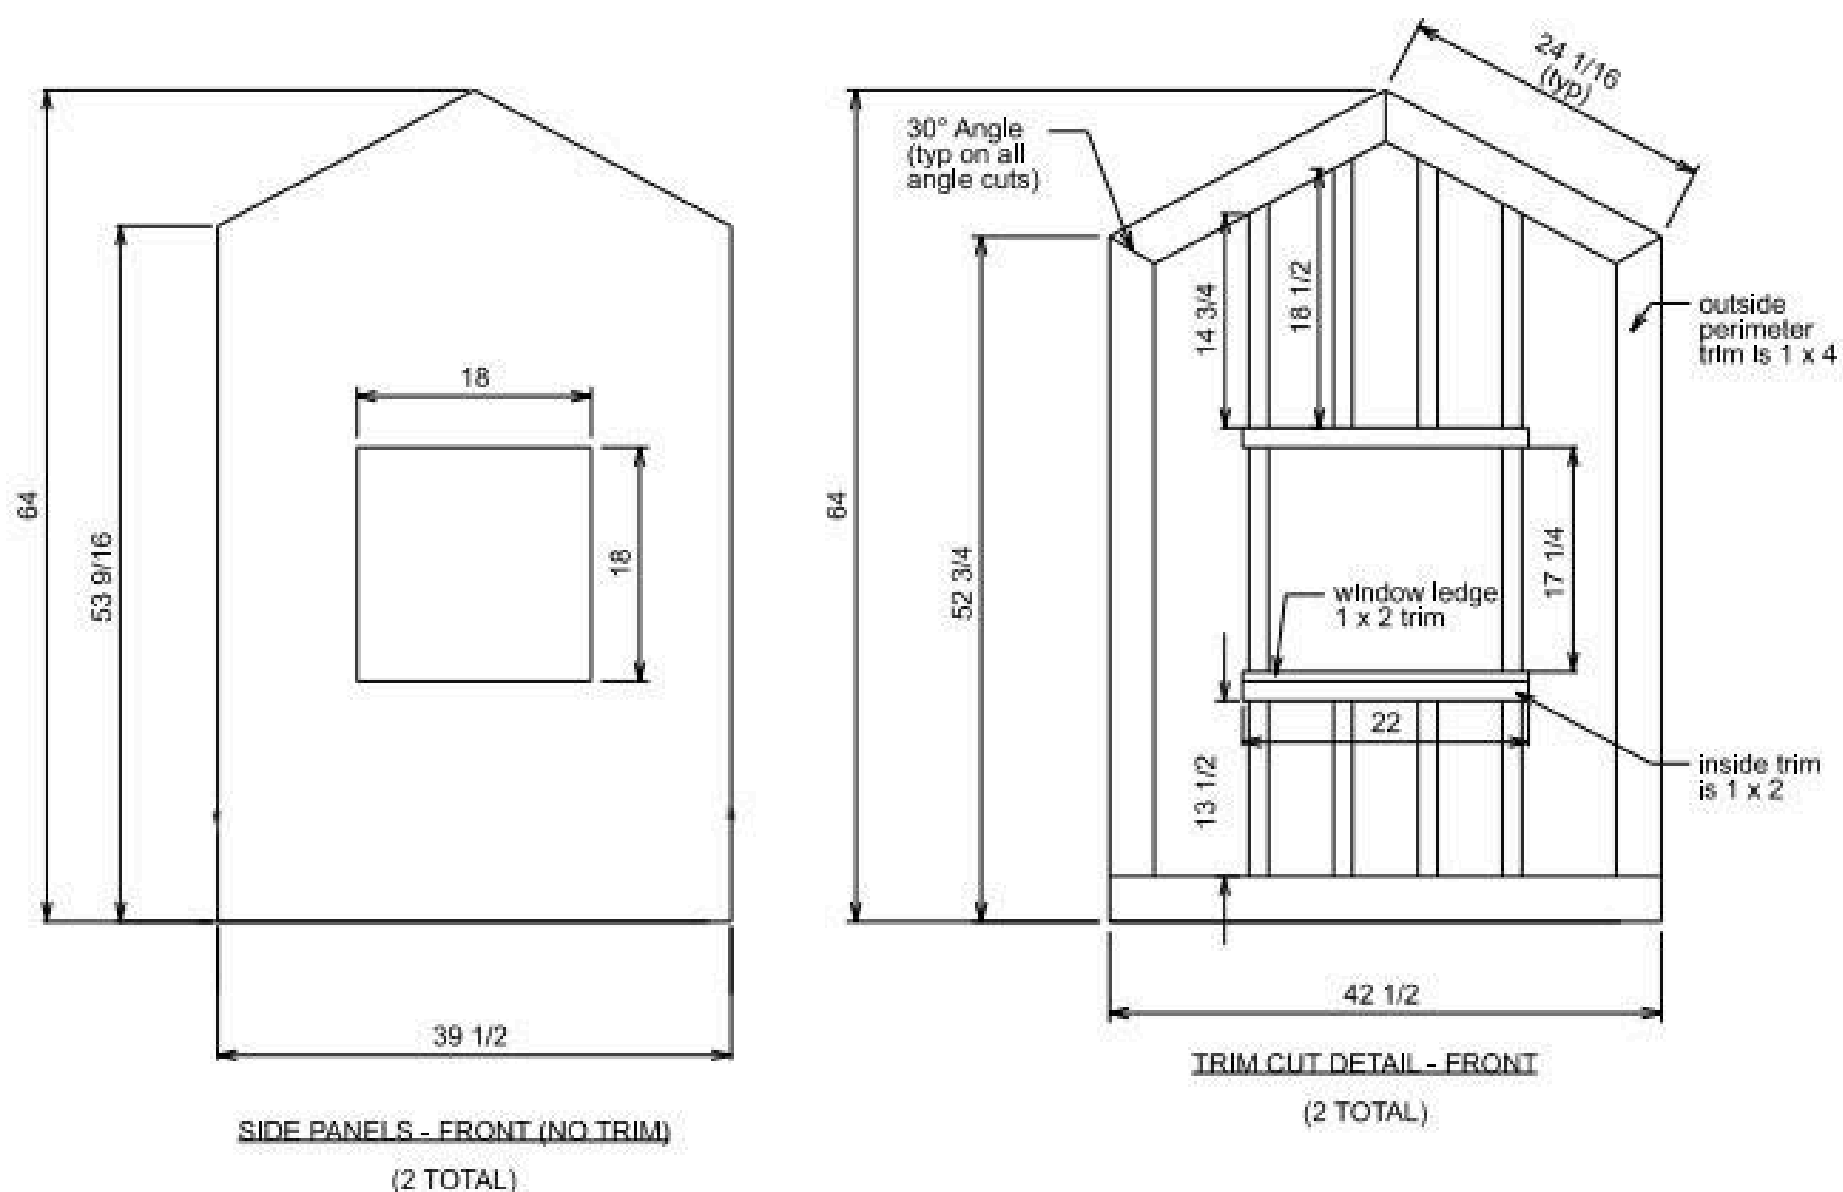 64
53 9/16
18
18
39 1/2
SIDE PANELS - FRONT (NO TRIM)
(2 TOTAL)
24 1/16
(typ)
30° Angle
(typ on all
angle cuts)
64
52 3/4
14 3/4
18 1/2
outside
perimeter
trim is 1 x 4
17 1/4
window ledge
1 x 2 trim
22
13 1/2
inside trim
is 1 x 2
42 1/2
TRIM CUT DETAIL - FRONT
(2 TOTAL)